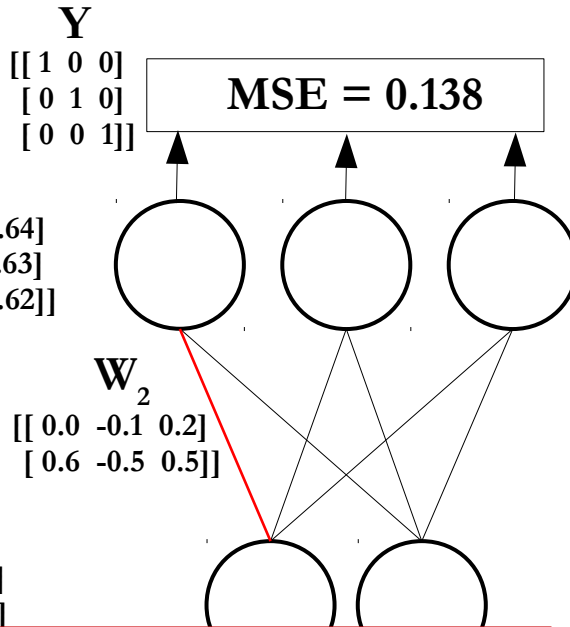 Y
[[ 1 0 0]
[ 0 1 0]
[ 0 0 1]]
MSE = 0.138
.64]
.63]
.62]]
W2
[[ 0.0 -0.1 0.2]
[ 0.6 -0.5 0.5]]
]
]